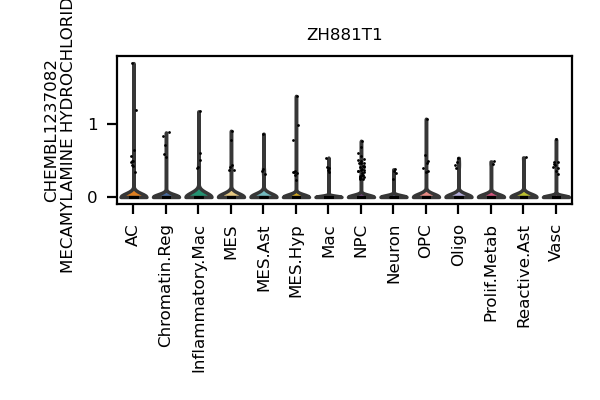 ZH881T1
CHEMBL1237082
MECAMYLAMINE HYDROCHLORID
1
0
AC
Chromatin.Reg
Inflammatory.Mac
MES
MES.Ast
MES.Hyp
Mac
NPC
Neuron
OPC
Oligo
Prolif.Metab
Reactive.Ast
Vasc